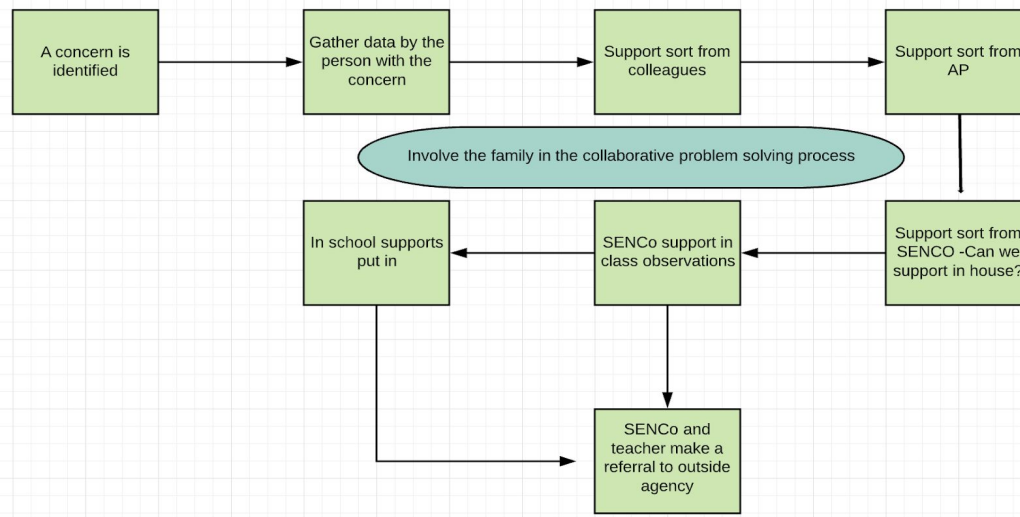 A concern is
identified
Gather data by the
person with the
concern
Support sort from
colleagues
Support sort from
AP
Involve the family in the collaborative problem solving process
In school supports
put in
SENCo support in
class observations
Support sort from
SENCO -Can we
support in house?
SENCo and
teacher make a
referral to outside
agency